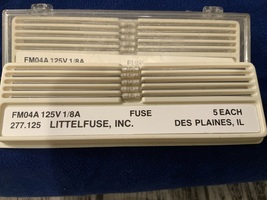 FM04A 125V 1/8A
FM04A 125V 1/8A FUSE 5 EACH
277.125 LITTELFUSE, INC. DES PLAINES, IL